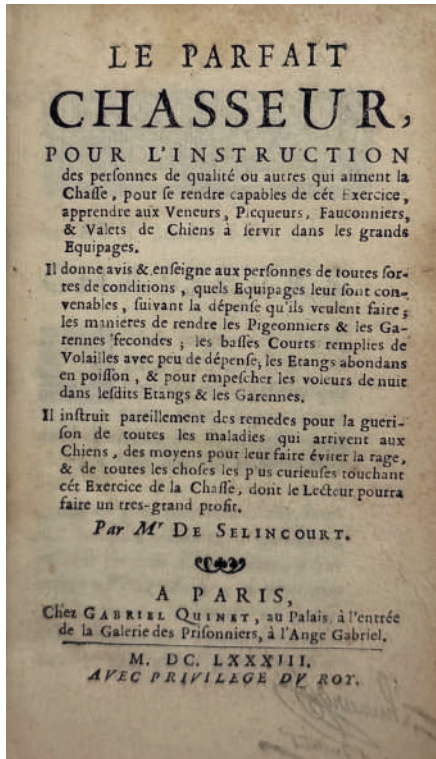 LE PARFAIT
CHASSEUR,
POUR L'INSTRUCTION
des perſonnes de qualité ou autres qui aiment la
Chaſſe, pour ſe rendre capables de cét Exercice,
apprendre aux Veneurs, Picqueurs, Fauconniers,
& Valets de Chiens à ſervir dans les grands
Equipages.
Il donne avis & enſeigne aux perſonnes de toutes ſor-
tes de conditions, quels Equipages leur ſont con-
venables, ſuivant la dépenſe qu'ils veulent faire;
les manieres de rendre les Pigeonniers & les Ga-
rennes fecondes; les baſſes Courts remplies de
Volailles avec peu de dépenſe; les Etangs abondans
en poiſſon, & pour empeſcher les voleurs de nuit
dans leſdits Etangs & les Garennes.
Il inſtruit pareillement des remedes pour la gueri-
ſon de toutes les maladies qui arrivent aux
Chiens, des moyens pour leur faire éviter la rage,
& de toutes les choſes les plus curieuſes touchant
cét Exercice de la Chaſſe, dont le Lecteur pourra
faire un tres-grand profit.
Par Mr DE SELINCOURT.
A PARIS,
Chez GABRIEL QUINET, au Palais, à l'entrée
de la Galerie des Priſonniers, à l'Ange Gabriel.
M. DC. LXXXIII.
AVEC PRIVILEGE DV ROY.